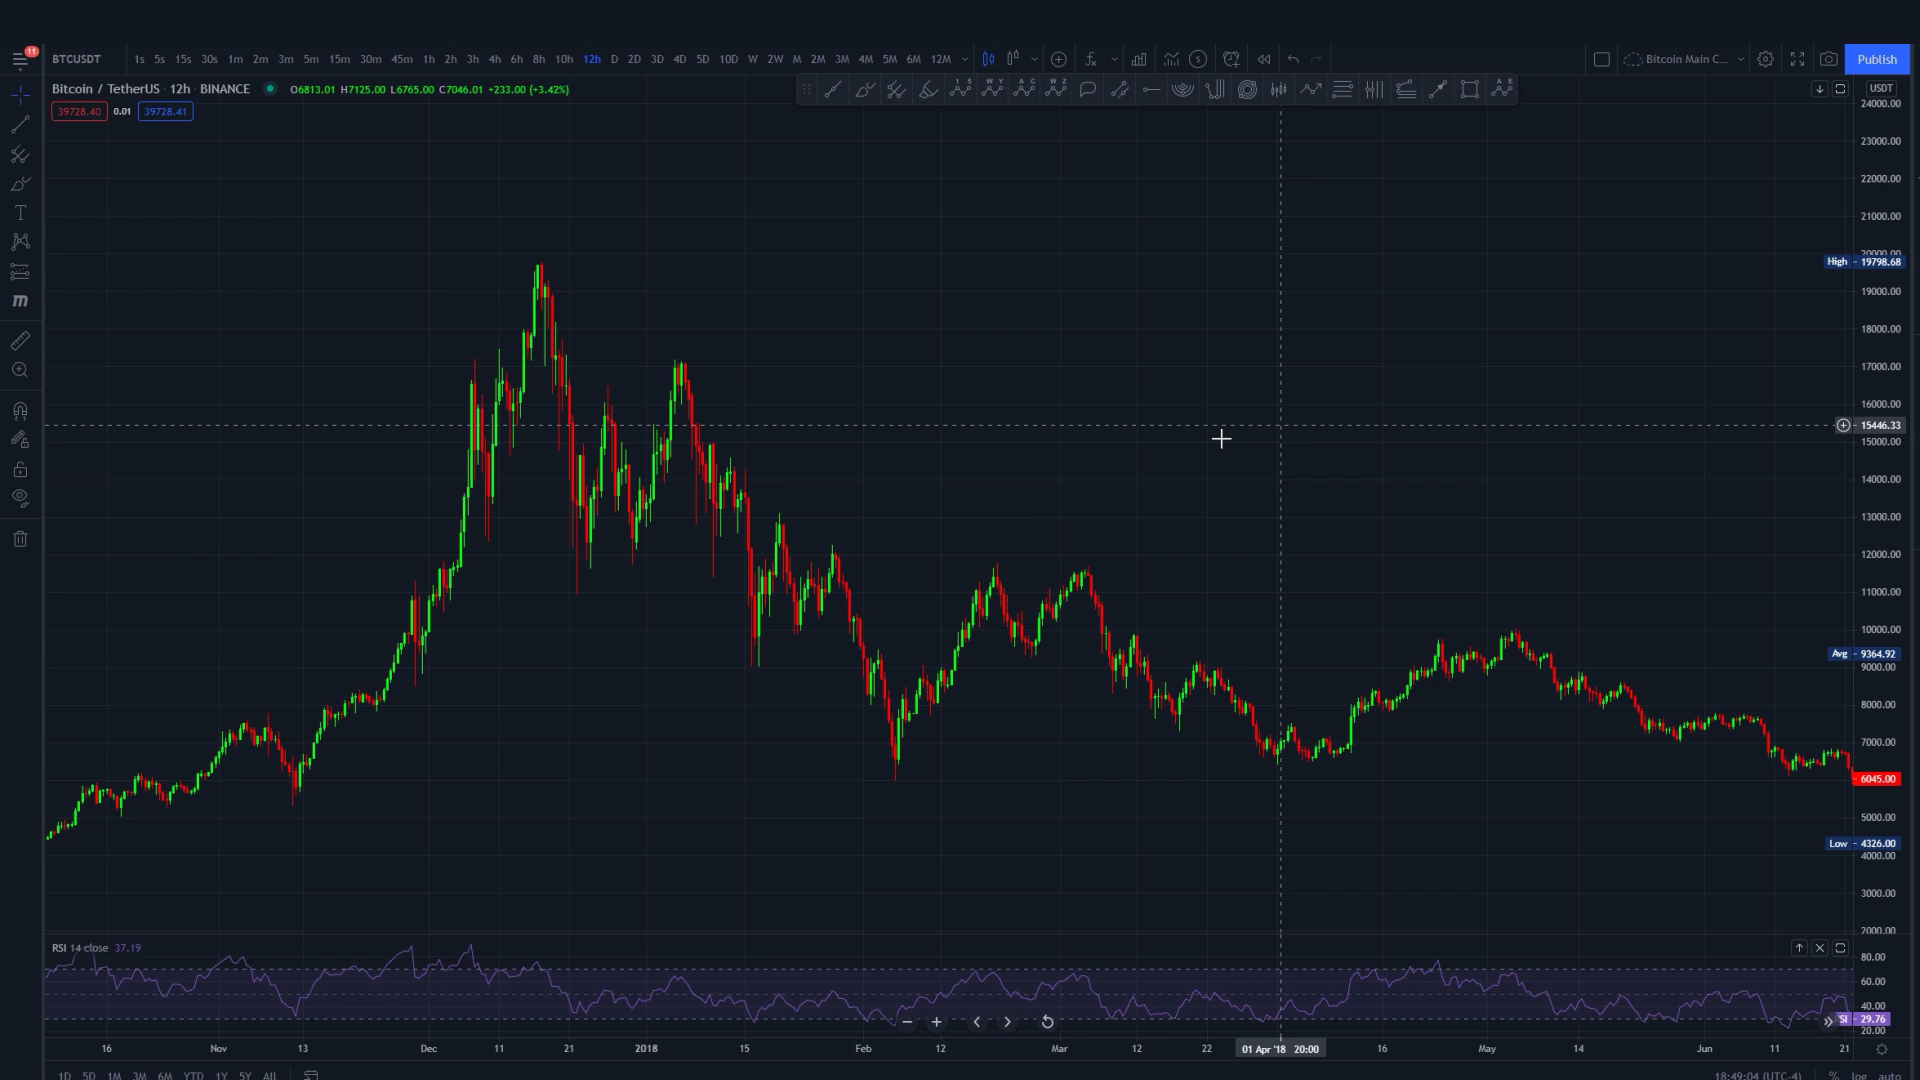 11
BTCUSDT 1s 5s 15s 30s 1m 2m 3m 5m 15m 30m 45m 1h 2h 3h 4h 6h 8h 10h 12h D 2D 3D 4D 5D 10D W 2W M 2M 3M 4M 5M 6M 12M Bitcoin Main C... Publish
Bitcoin / TetherUS · 12h · BINANCE O6813.01 H7125.00 L6765.00 C7046.01 +233.00 (+3.42%)
USDT
39728.40 0.01 39728.41
24000.00
23000.00
22000.00
21000.00
20000.00
High - 19798.68
19000.00
18000.00
17000.00
16000.00
15446.33
15000.00
14000.00
13000.00
12000.00
11000.00
10000.00
Avg - 9364.92
9000.00
8000.00
7000.00
6045.00
5000.00
Low - 4326.00
4000.00
3000.00
2000.00
RSI 14 close 37.19
80.00
60.00
40.00
SI 29.76
20.00
16 Nov 13 Dec 11 21 2018 15 Feb 12 Mar 12 22 01 Apr '18 20:00 16 May 14 Jun 11 21
1D 5D 1M 3M 6M YTD 1Y 5Y All 18:49:04 (UTC-4) % log auto